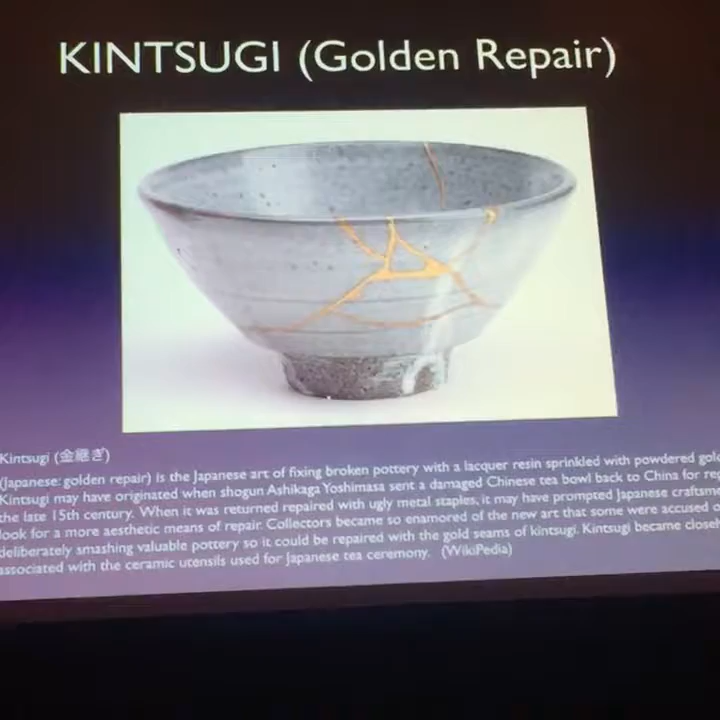 KINTSUGI (Golden Repair)
Kintsugi (金継ぎ)
(Japanese: golden repair) is the Japanese art of fixing broken pottery with a lacquer resin sprinkled with powdered gold
Kintsugi may have originated when shogun Ashikaga Yoshimasa sent a damaged Chinese tea bowl back to China for rep
the late 15th century. When it was returned repaired with ugly metal staples, it may have prompted Japanese craftsm
look for a more aesthetic means of repair. Collectors became so enamored of the new art that some were accused o
deliberately smashing valuable pottery so it could be repaired with the gold seams of kintsugi. Kintsugi became closel
associated with the ceramic utensils used for Japanese tea ceremony. (WikiPedia)